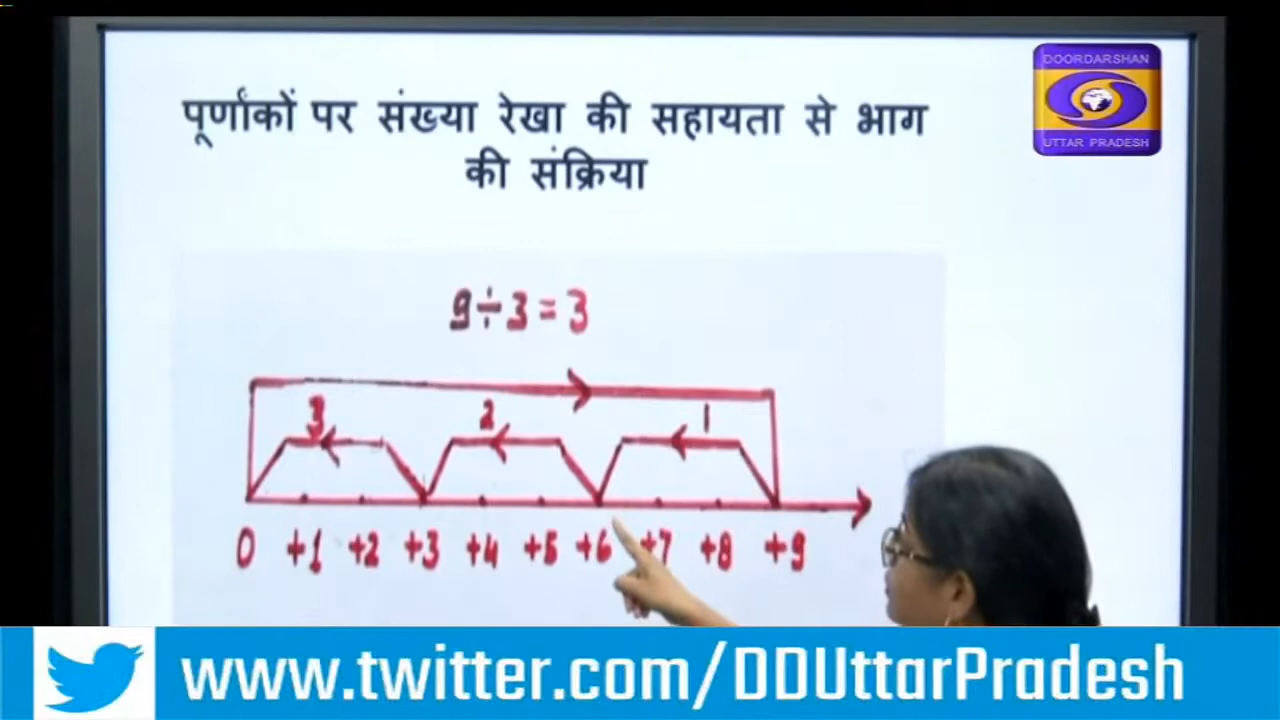 पूर्णांकों पर संख्या रेखा की सहायता से भाग
की संक्रिया
DOORDARSHAN
UTTAR PRADESH
9÷3=3
3 2 1
0 +1 +2 +3 +4 +5 +6 +7 +8 +9
www.twitter.com/DDUttarPradesh